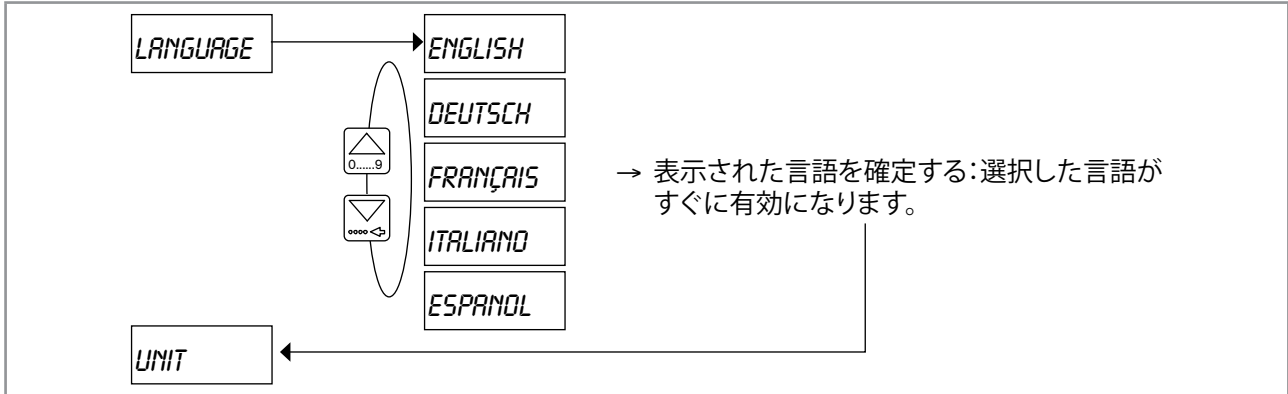 LANGUAGE
ENGLISH
DEUTSCH
0......9
FRANÇAIS
→ 表示された言語を確定する：選択した言語が
すぐに有効になります。
ITALIANO
ESPANOL
UNIT